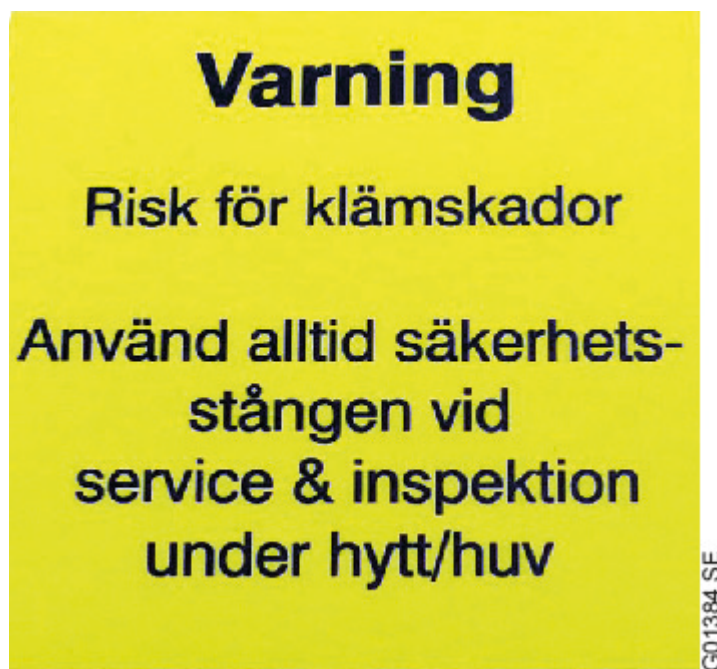 Varning
Risk för klämskador
Använd alltid säkerhets-
stången vid
service & inspektion
under hytt/huv
G01384 SE